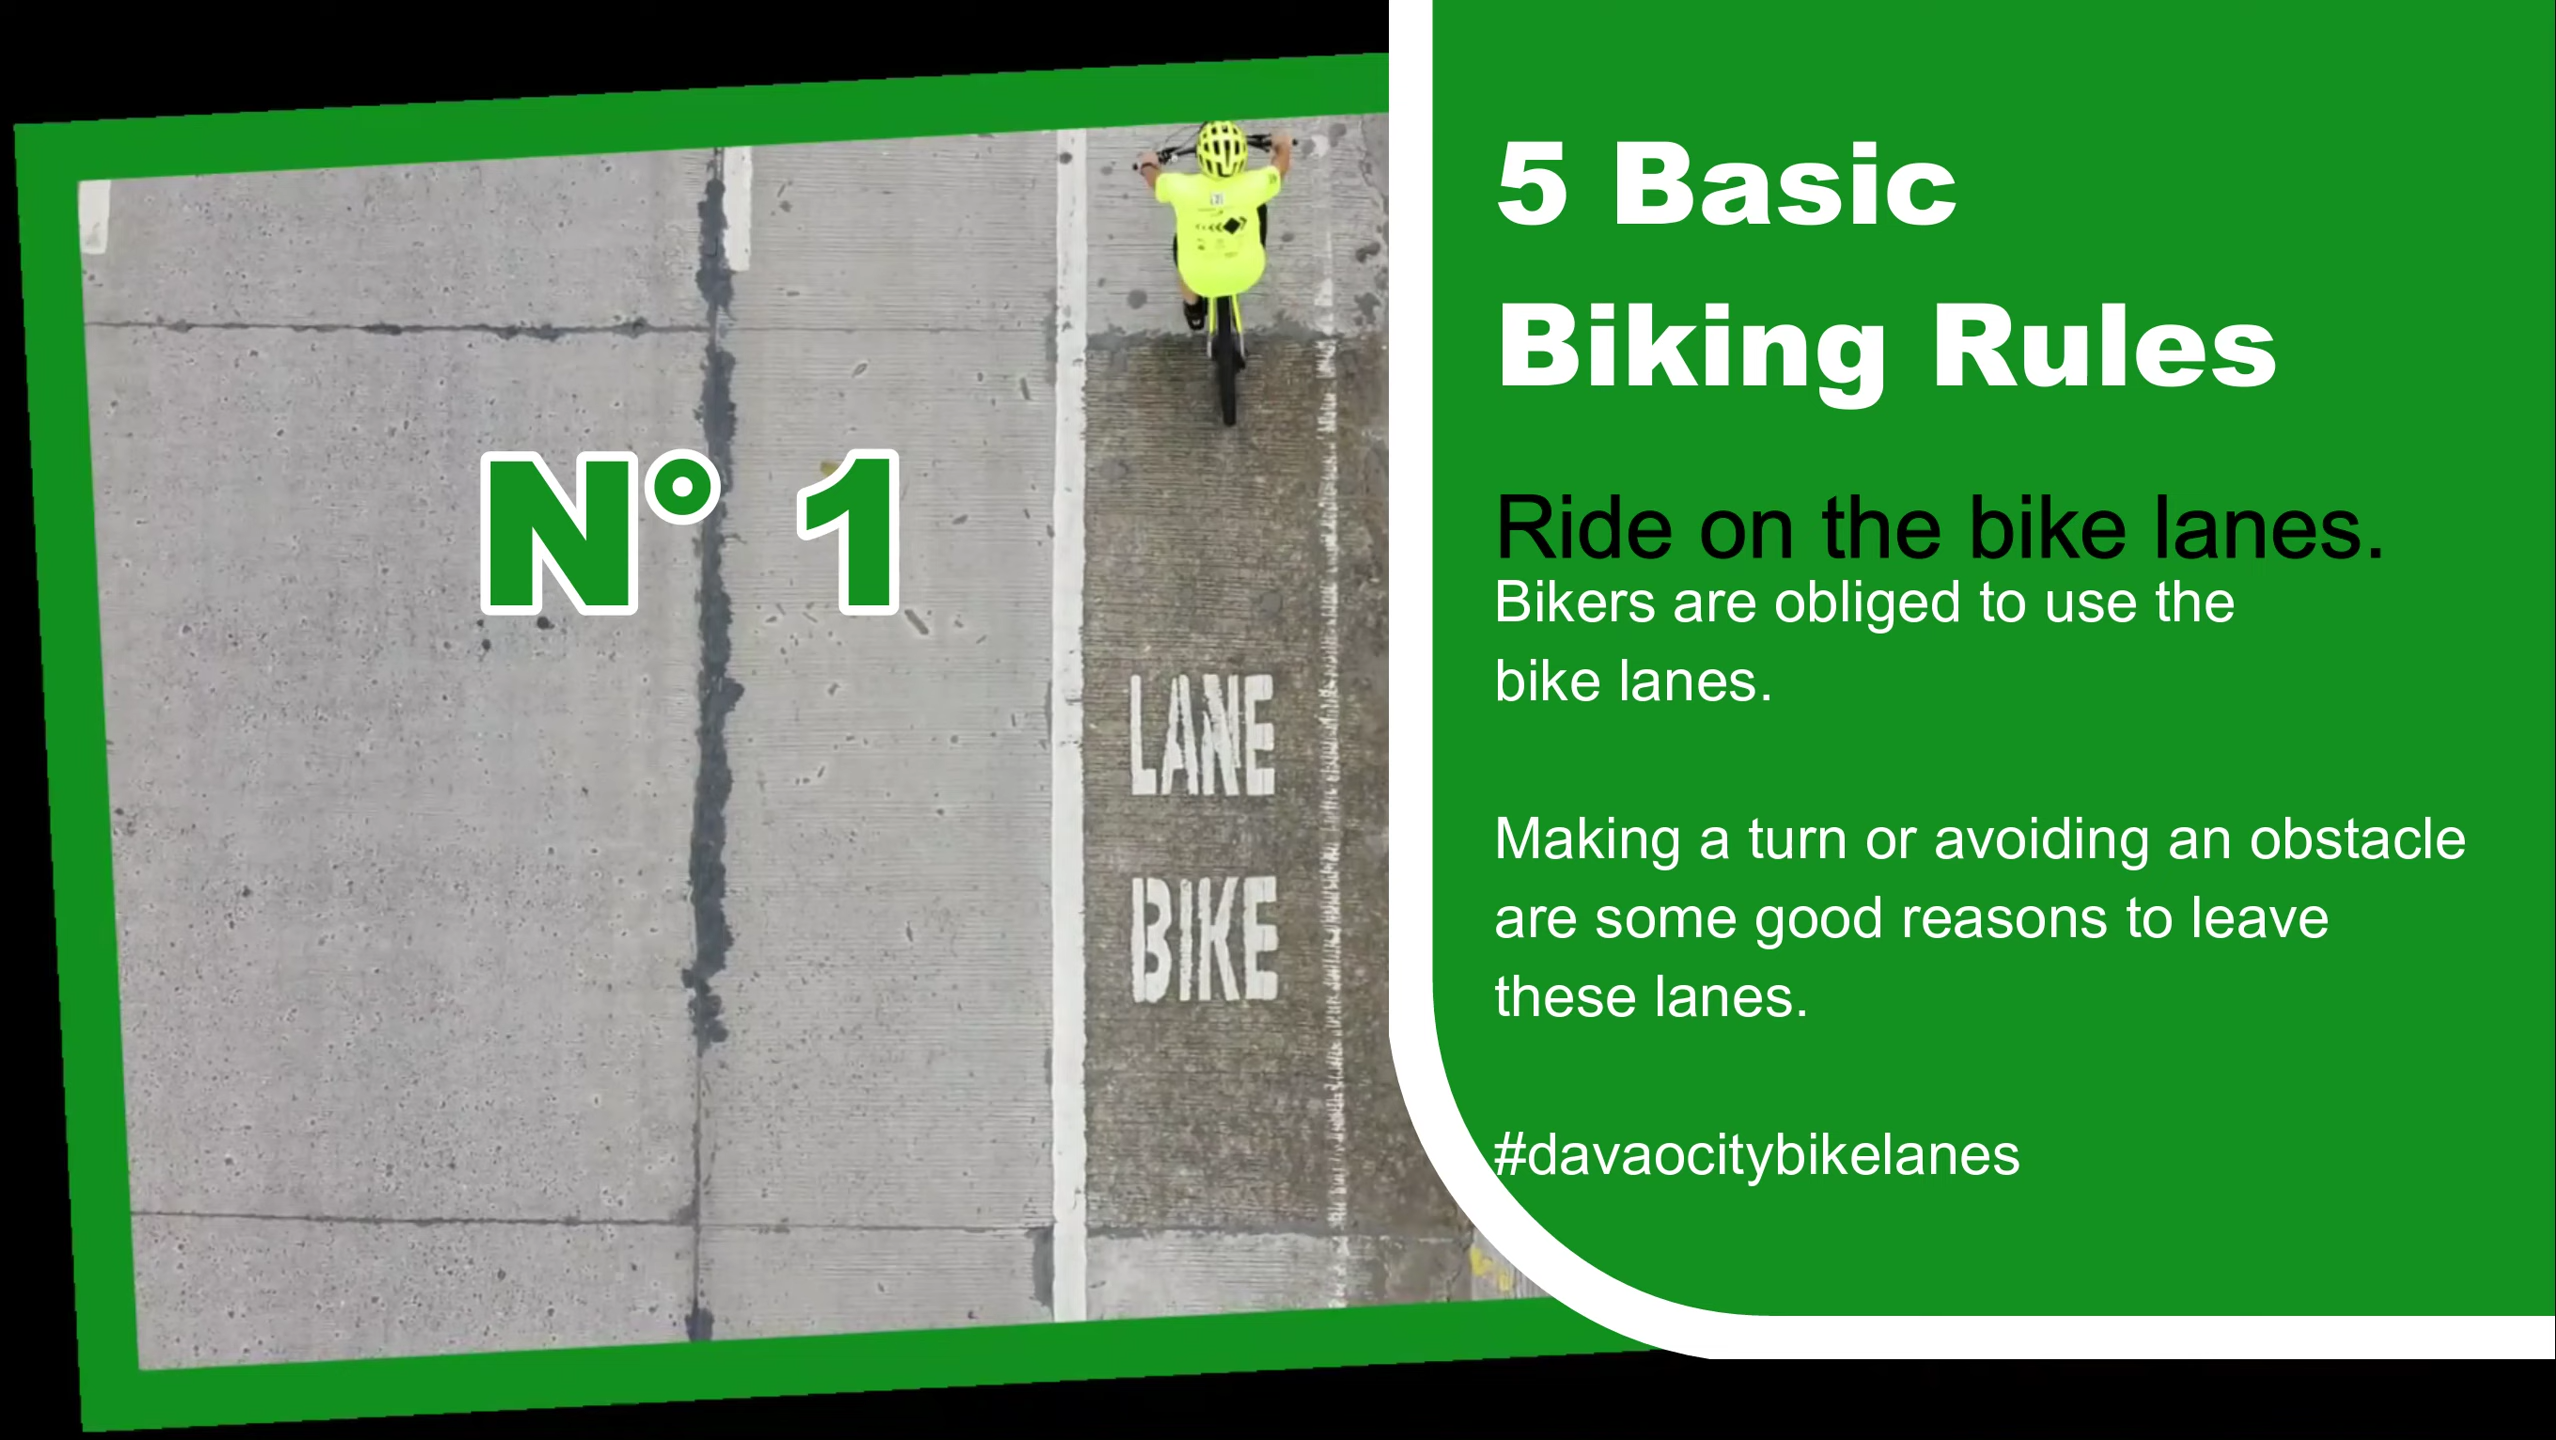 N° 1
LANE
BIKE
5 Basic
Biking Rules
Ride on the bike lanes.
Bikers are obliged to use the
bike lanes.
Making a turn or avoiding an obstacle
are some good reasons to leave
these lanes.
#davaocitybikelanes